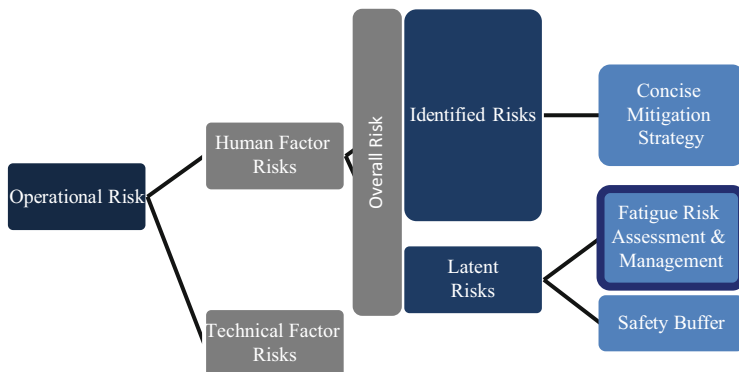 Operational Risk
Human Factor
Risks
Technical Factor
Risks
Overall Risk
Identified Risks
Latent
Risks
Concise
Mitigation
Strategy
Fatigue Risk
Assessment &
Management
Safety Buffer